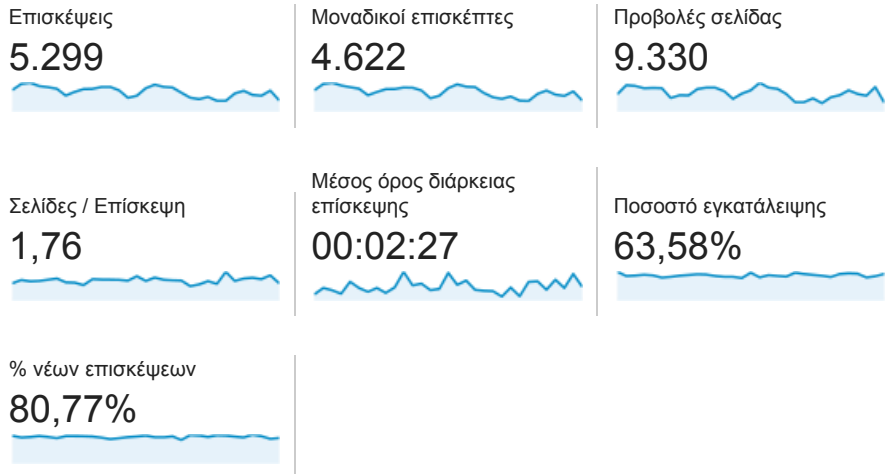 Επισκέψεις
5.299
Μοναδικοί επισκέπτες
4.622
Προβολές σελίδας
9.330
Σελίδες / Επίσκεψη
1,76
Μέσος όρος διάρκειας
επίσκεψης
00:02:27
Ποσοστό εγκατάλειψης
63,58%
% νέων επισκέψεων
80,77%